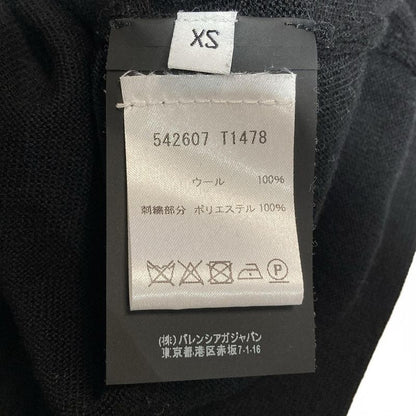 XS
542607 T1478
ウール 100%
刺繍部分 ポリエステル 100%
(株)バレンシアガジャパン
東京都港区赤坂7-1-16